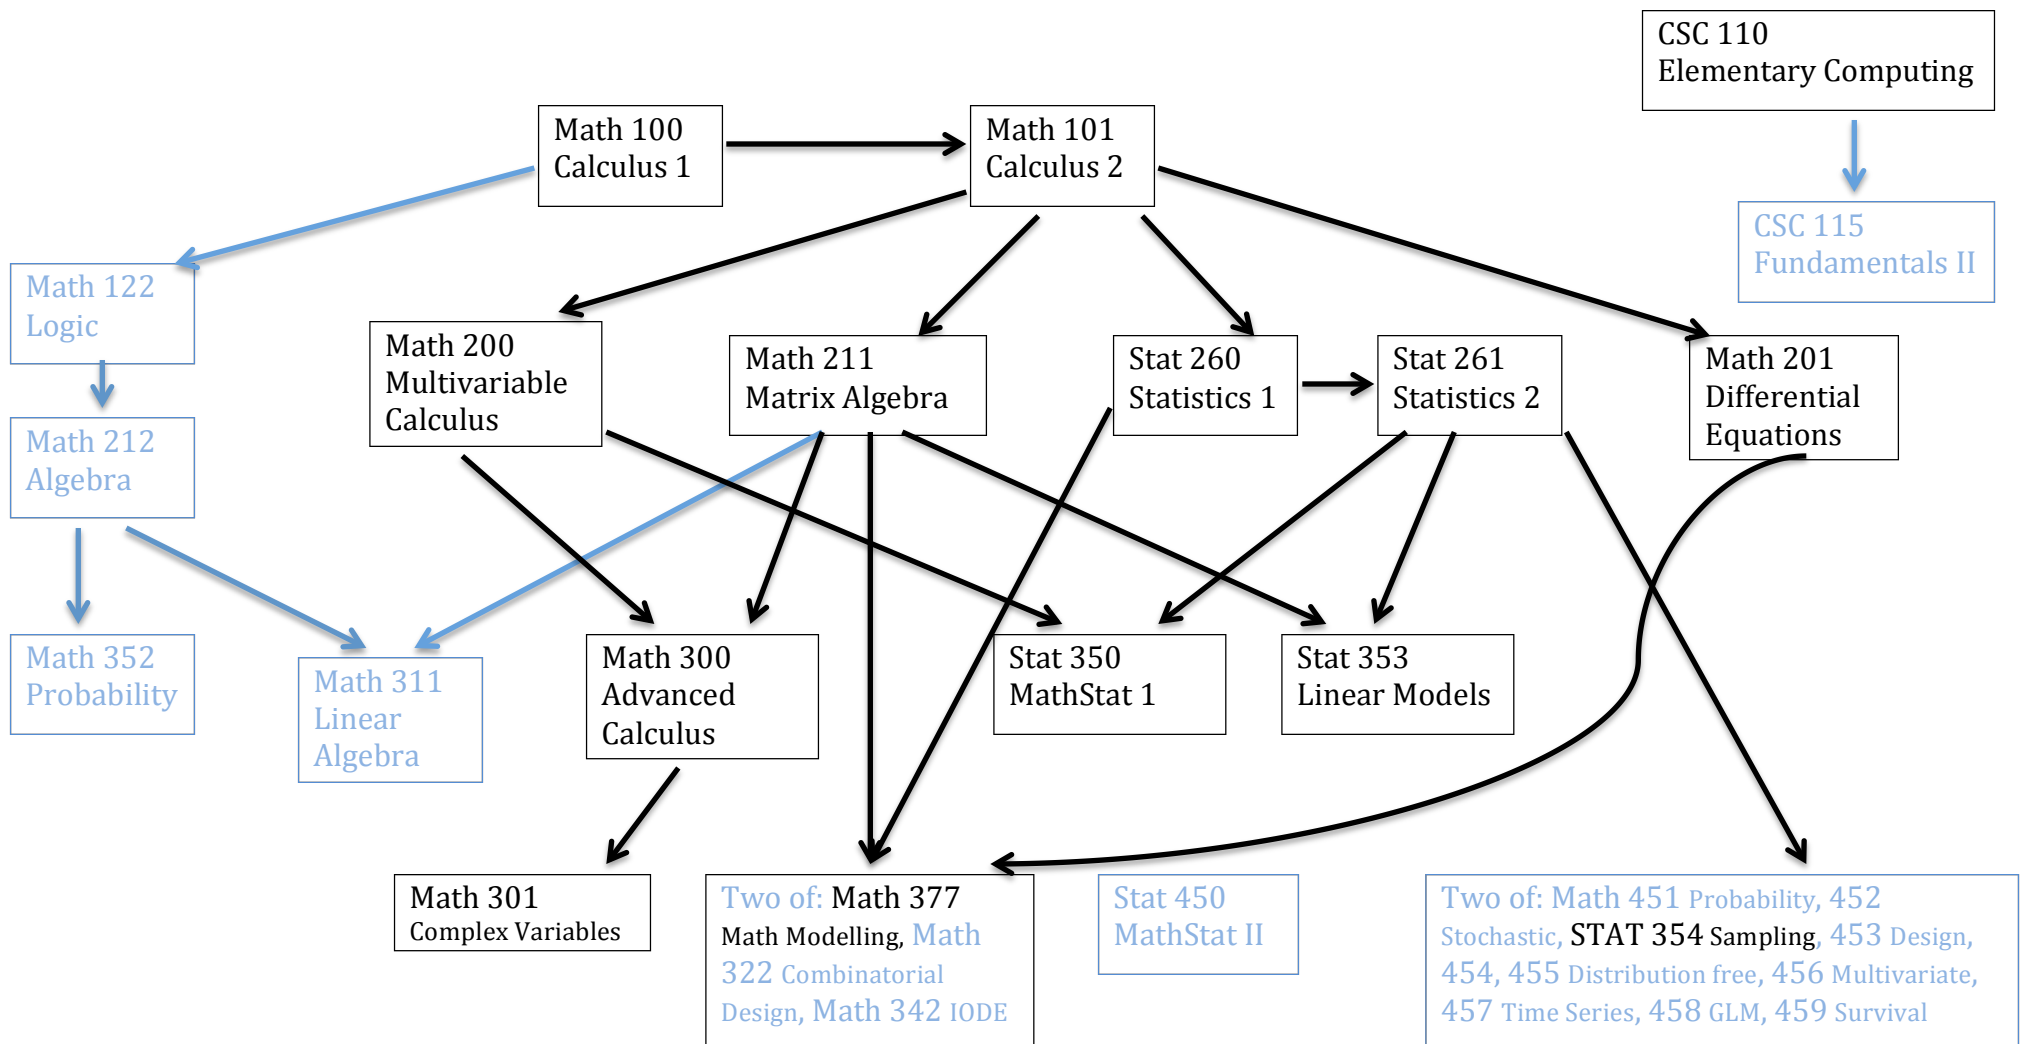 CSC 110
Elementary Computing
Math 100
Calculus 1
Math 101
Calculus 2
CSC 115
Fundamentals II
Math 122
Logic
Math 200
Multivariable
Calculus
Math 211
Matrix Algebra
Stat 260
Statistics 1
Stat 261
Statistics 2
Math 201
Differential
Equations
Math 212
Algebra
Math 352
Probability
Math 311
Linear
Algebra
Math 300
Advanced
Calculus
Stat 350
MathStat 1
Stat 353
Linear Models
Math 301
Complex Variables
Two of: Math 377
Math Modelling, Math
322 Combinatorial
Design, Math 342 IODE
Stat 450
MathStat II
Two of: Math 451 Probability, 452
Stochastic, STAT 354 Sampling, 453 Design,
454, 455 Distribution free, 456 Multivariate,
457 Time Series, 458 GLM, 459 Survival